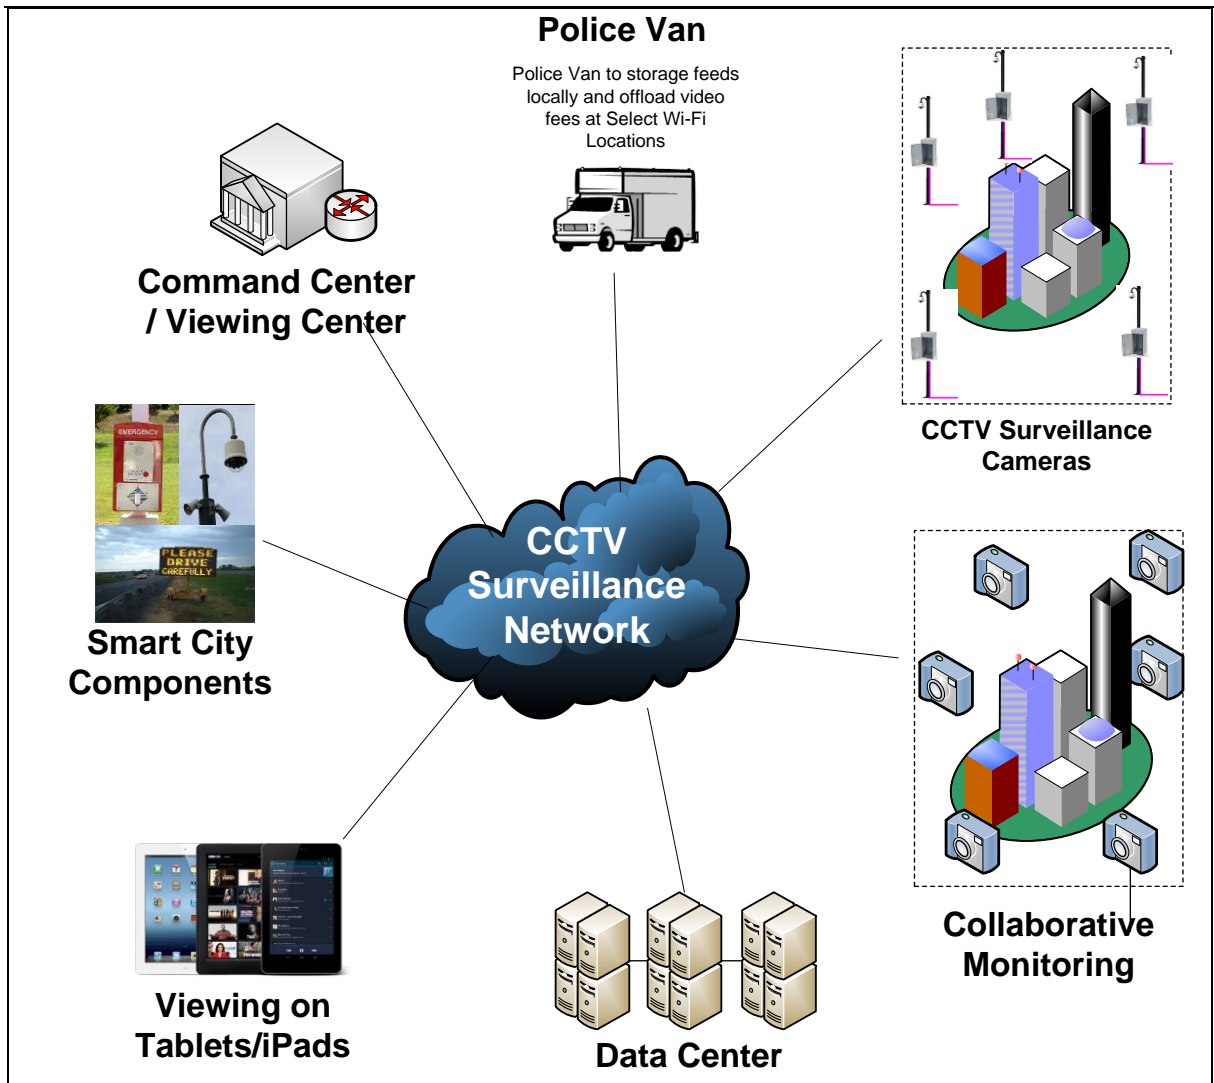 Police Van
Police Van to storage feeds
locally and offload video
fees at Select Wi-Fi
Locations
Command Center
/ Viewing Center
CCTV Surveillance
Cameras
EMERGENCY
PLEASE
DRIVE
CAREFULLY
Smart City
Components
CCTV
Surveillance
Network
Collaborative
Monitoring
Viewing on
Tablets/iPads
Data Center